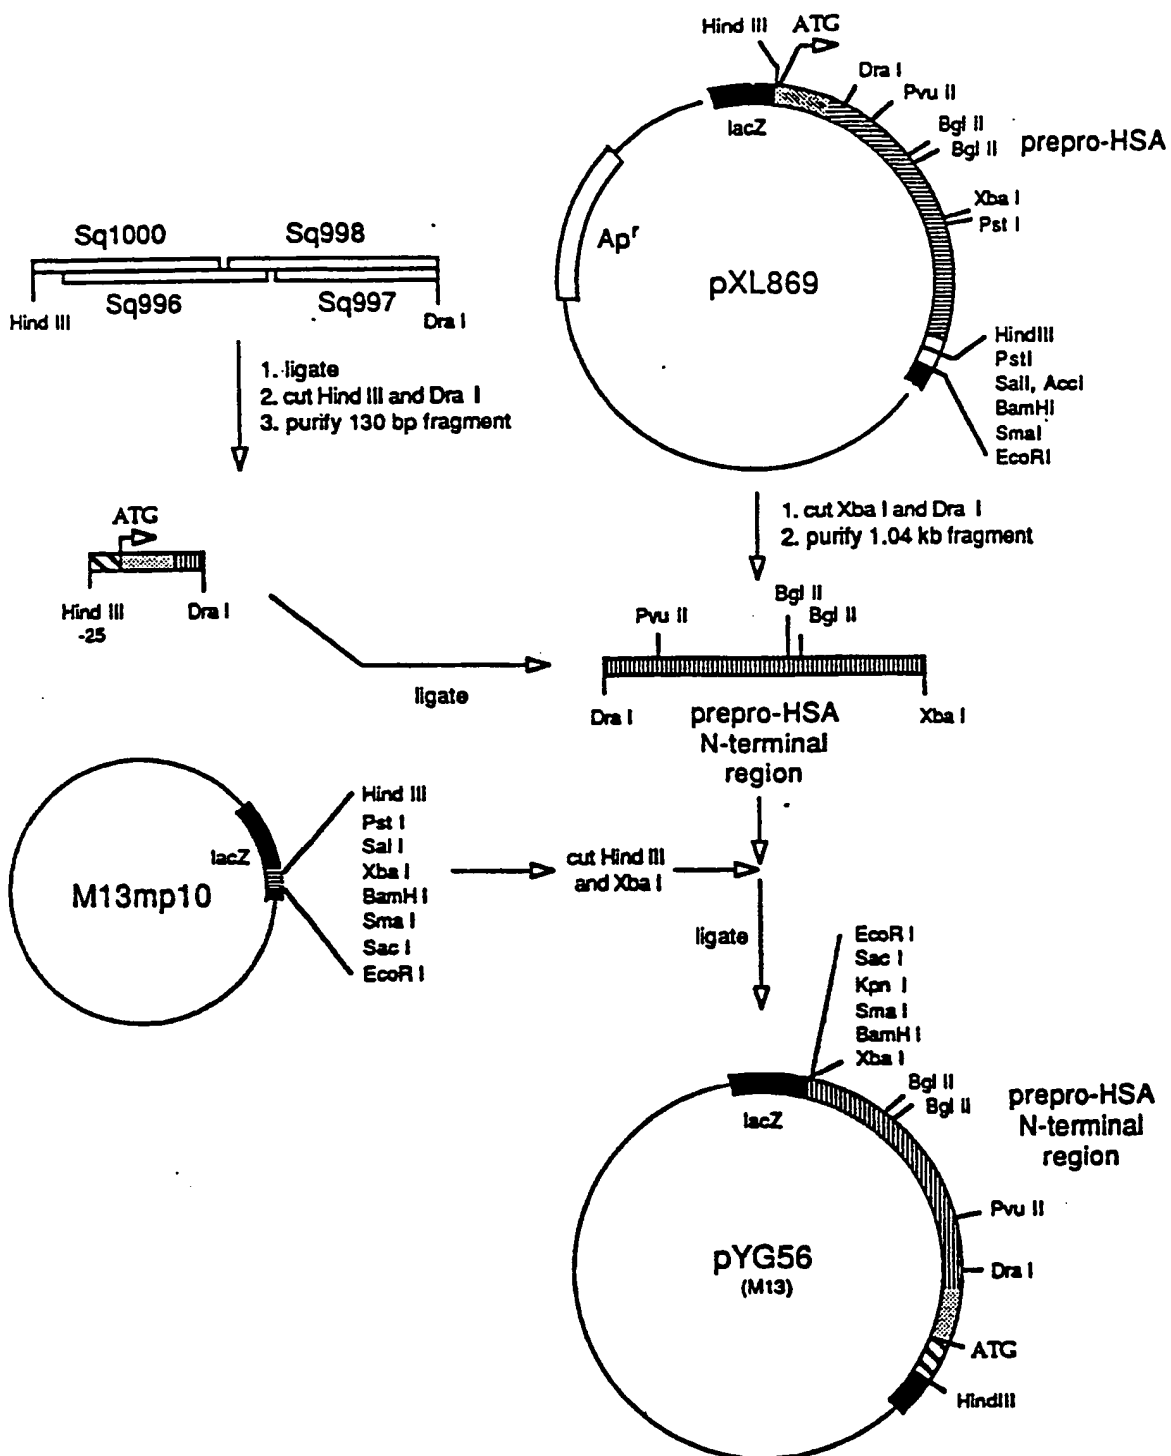 Hind III
ATG
Dra I
Pvu II
Bgl II
Bgl II
prepro-HSA
Xba I
Pst I
lacZ
Apr
pXL869
HindIII
PstI
SalI, AccI
BamHI
SmaI
EcoRI
Sq1000
Sq998
Sq996
Sq997
Hind III
Dra I
1. ligate
2. cut Hind III and Dra I
3. purify 130 bp fragment
1. cut Xba I and Dra I
2. purify 1.04 kb fragment
ATG
Hind III
-25
Dra I
ligate
Pvu II
Bgl II
Bgl II
Dra I
Xba I
prepro-HSA
N-terminal
region
M13mp10
lacZ
Hind III
Pst I
Sal I
Xba I
BamH I
Sma I
Sac I
EcoR I
cut Hind III
and Xba I
ligate
EcoR I
Sac I
Kpn I
Sma I
BamH I
Xba I
Bgl II
Bgl II
prepro-HSA
N-terminal
region
lacZ
Pvu II
Dra I
pYG56
(M13)
ATG
HindIII